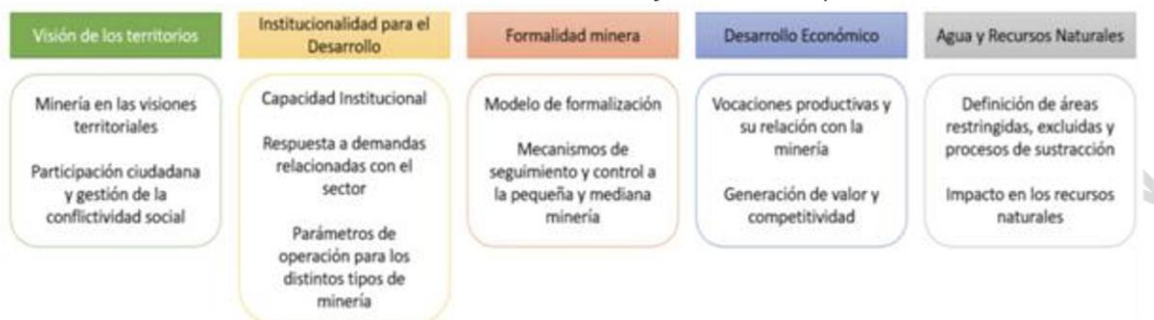 Visión de los territorios
Minería en las visiones
territoriales
Participación ciudadana
y gestión de la
conflictividad social
Institucionalidad para el
Desarrollo
Capacidad Institucional
Respuesta a demandas
relacionadas con el
sector
Parámetros de
operación para los
distintos tipos de
minería
Formalidad minera
Modelo de formalización
Mecanismos de
seguimiento y control a
la pequeña y mediana
minería
Desarrollo Económico
Vocaciones productivas y
su relación con la
minería
Generación de valor y
competitividad
Agua y Recursos Naturales
Definición de áreas
restringidas, excluidas y
procesos de sustracción
Impacto en los recursos
naturales